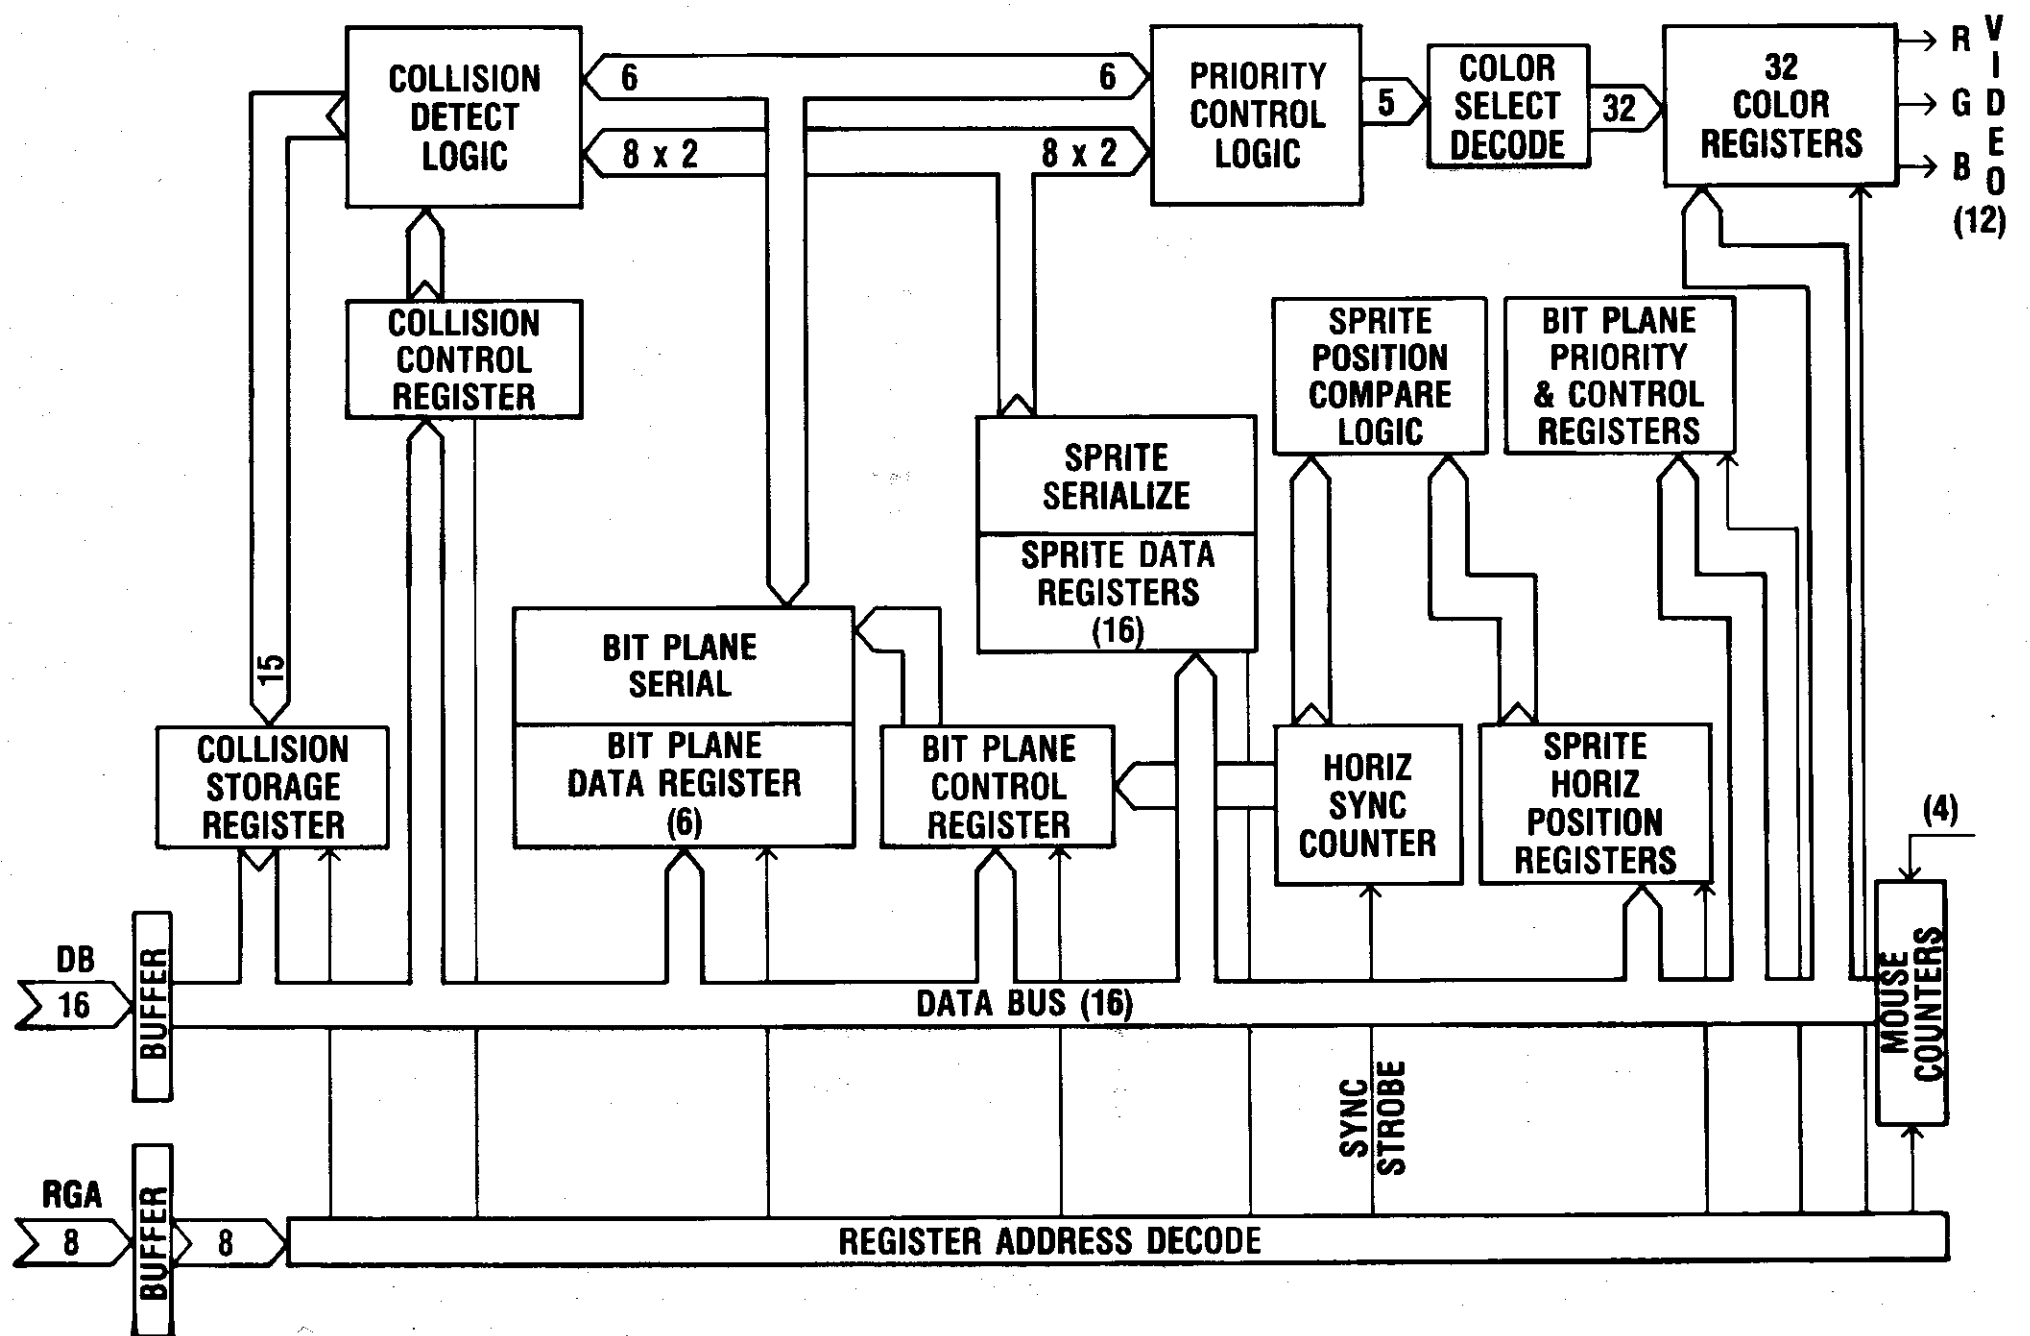 COLLISION
DETECT
LOGIC
6
6
8 x 2
8 x 2
PRIORITY
CONTROL
LOGIC
5
COLOR
SELECT
DECODE
32
32
COLOR
REGISTERS
R
G
B
VIDEO
(12)
COLLISION
CONTROL
REGISTER
SPRITE
POSITION
COMPARE
LOGIC
BIT PLANE
PRIORITY
& CONTROL
REGISTERS
SPRITE
SERIALIZE
SPRITE DATA
REGISTERS
(16)
15
BIT PLANE
SERIAL
BIT PLANE
DATA REGISTER
(6)
COLLISION
STORAGE
REGISTER
BIT PLANE
CONTROL
REGISTER
HORIZ
SYNC
COUNTER
SPRITE
HORIZ
POSITION
REGISTERS
(4)
MOUSE
COUNTERS
DB
16
BUFFER
DATA BUS (16)
SYNC
STROBE
RGA
8
BUFFER
8
REGISTER ADDRESS DECODE